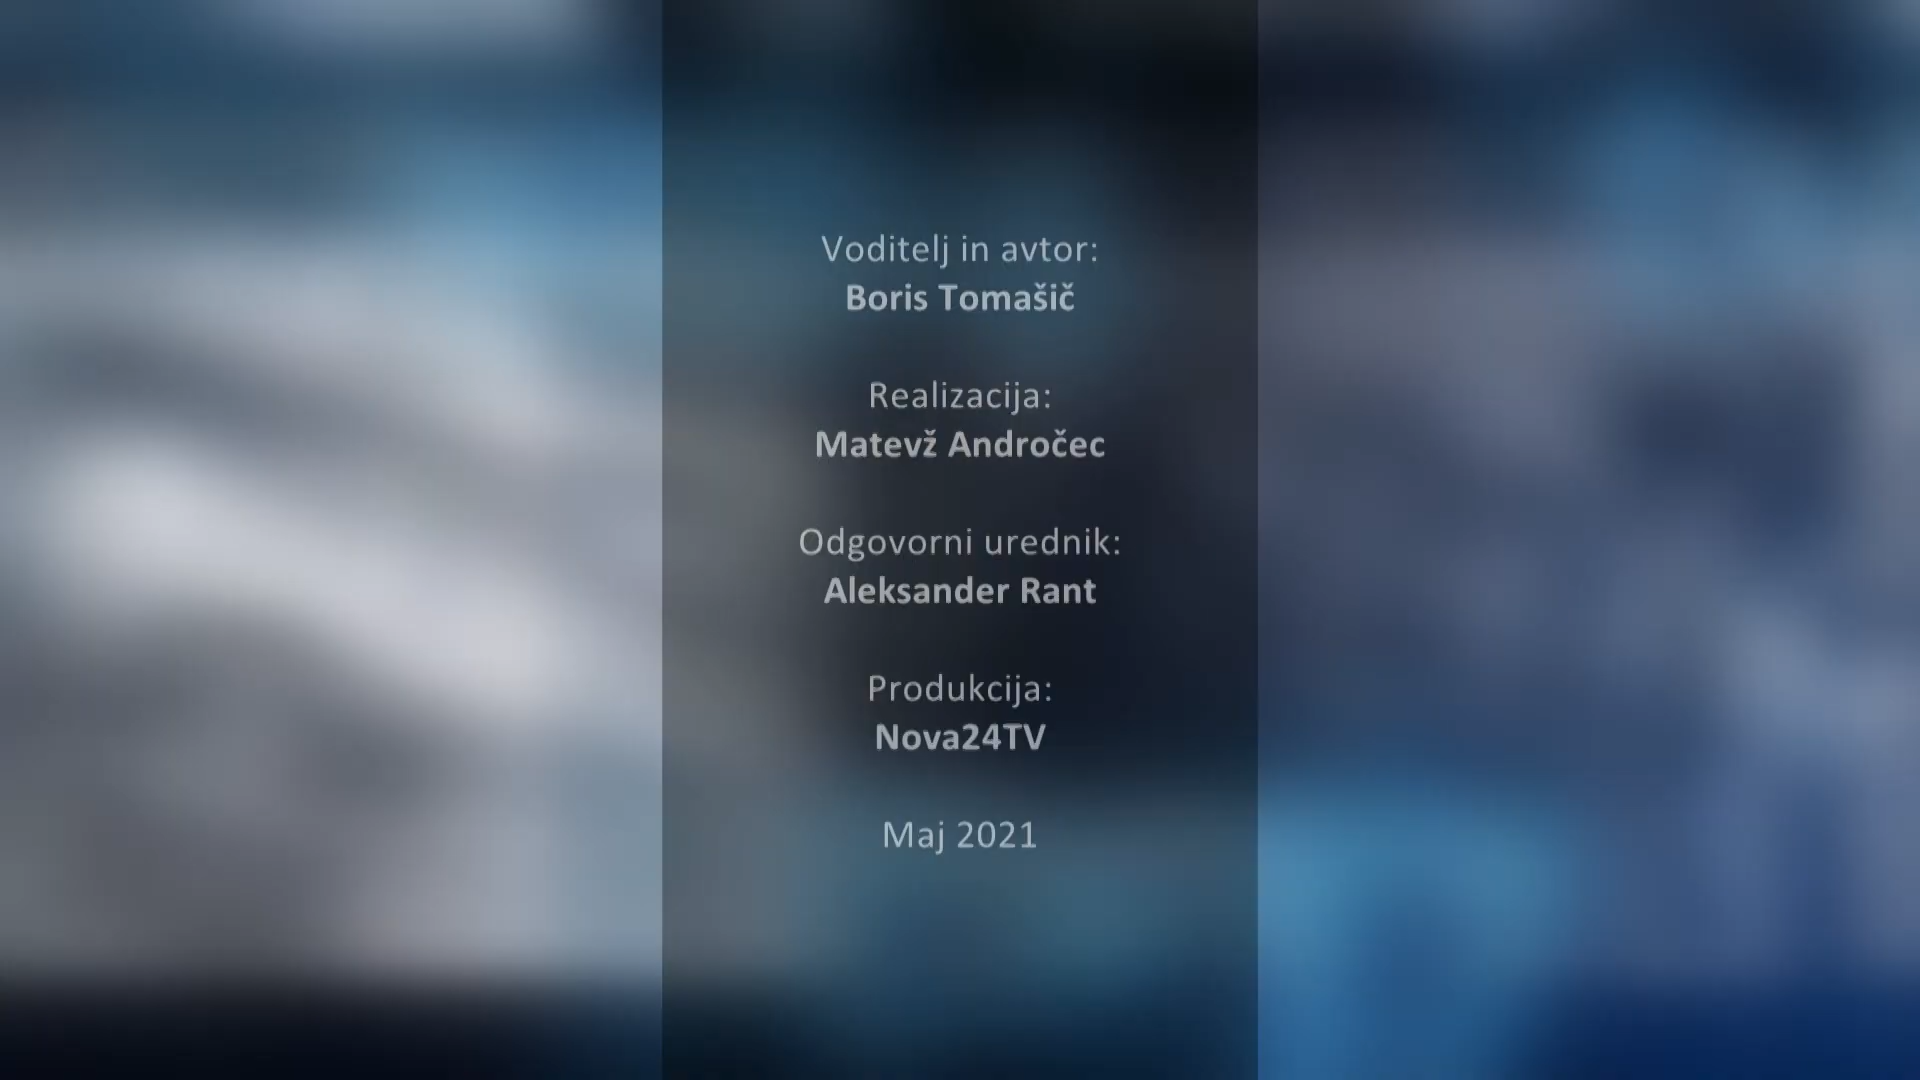 Voditelj in avtor:
Boris Tomašič
Realizacija:
Matevž Andročec
Odgovorni urednik:
Aleksander Rant
Produkcija:
Nova24TV
Maj 2021